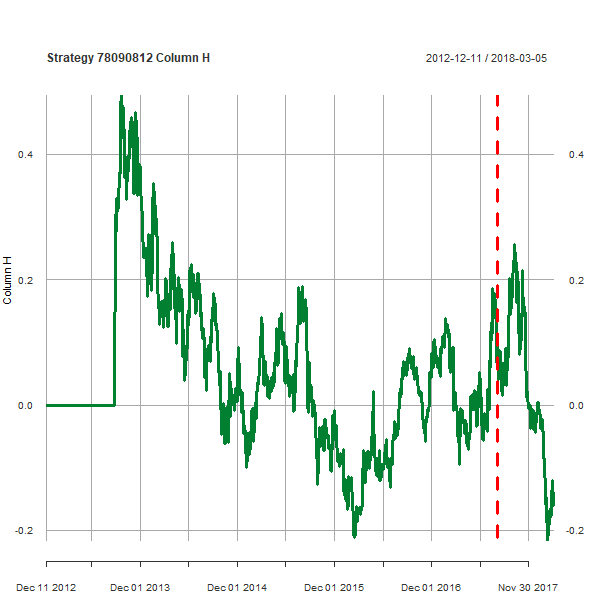 Strategy 78090812 Column H
2012-12-11 / 2018-03-05
0.4
0.4
0.2
0.2
Column H
0.0
0.0
-0.2
-0.2
Dec 11 2012
Dec 01 2013
Dec 01 2014
Dec 01 2015
Dec 01 2016
Nov 30 2017